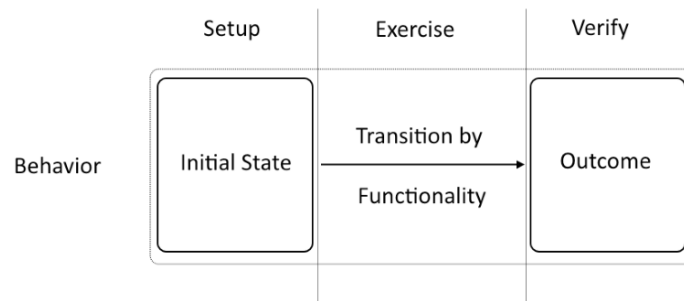 Setup
Exercise
Verify
Behavior
Initial State
Transition by
Functionality
Outcome